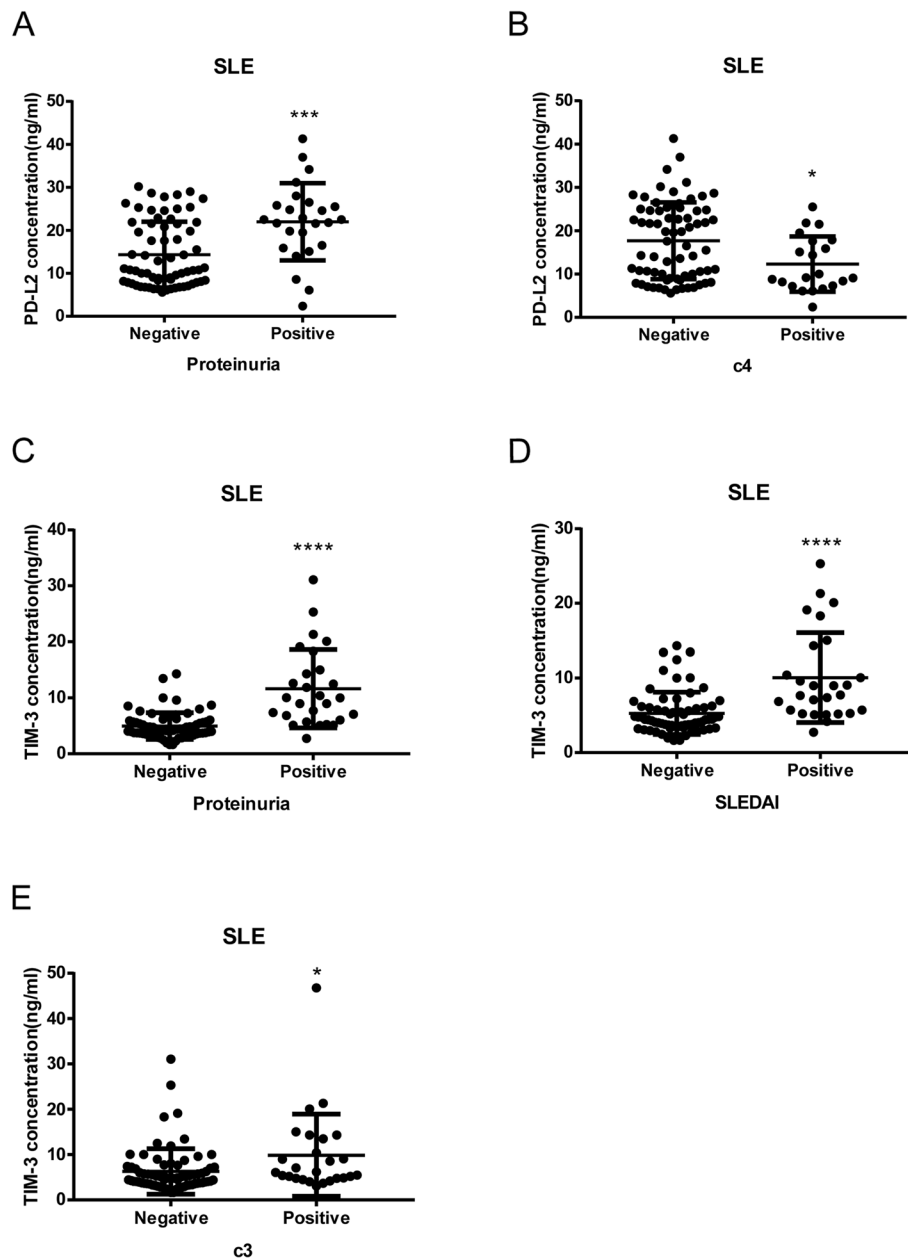 A
SLE
PD-L2 concentration(ng/ml)
50
40
30
20
10
0
***
Negative
Positive
Proteinuria
B
SLE
PD-L2 concentration(ng/ml)
50
40
30
20
10
0
*
Negative
Positive
c4
C
SLE
TIM-3 concentration(ng/ml)
40
30
20
10
0
****
Negative
Positive
Proteinuria
D
SLE
TIM-3 concentration(ng/ml)
30
20
10
0
****
Negative
Positive
SLEDAI
E
SLE
TIM-3 concentration(ng/ml)
50
40
30
20
10
0
*
Negative
Positive
c3